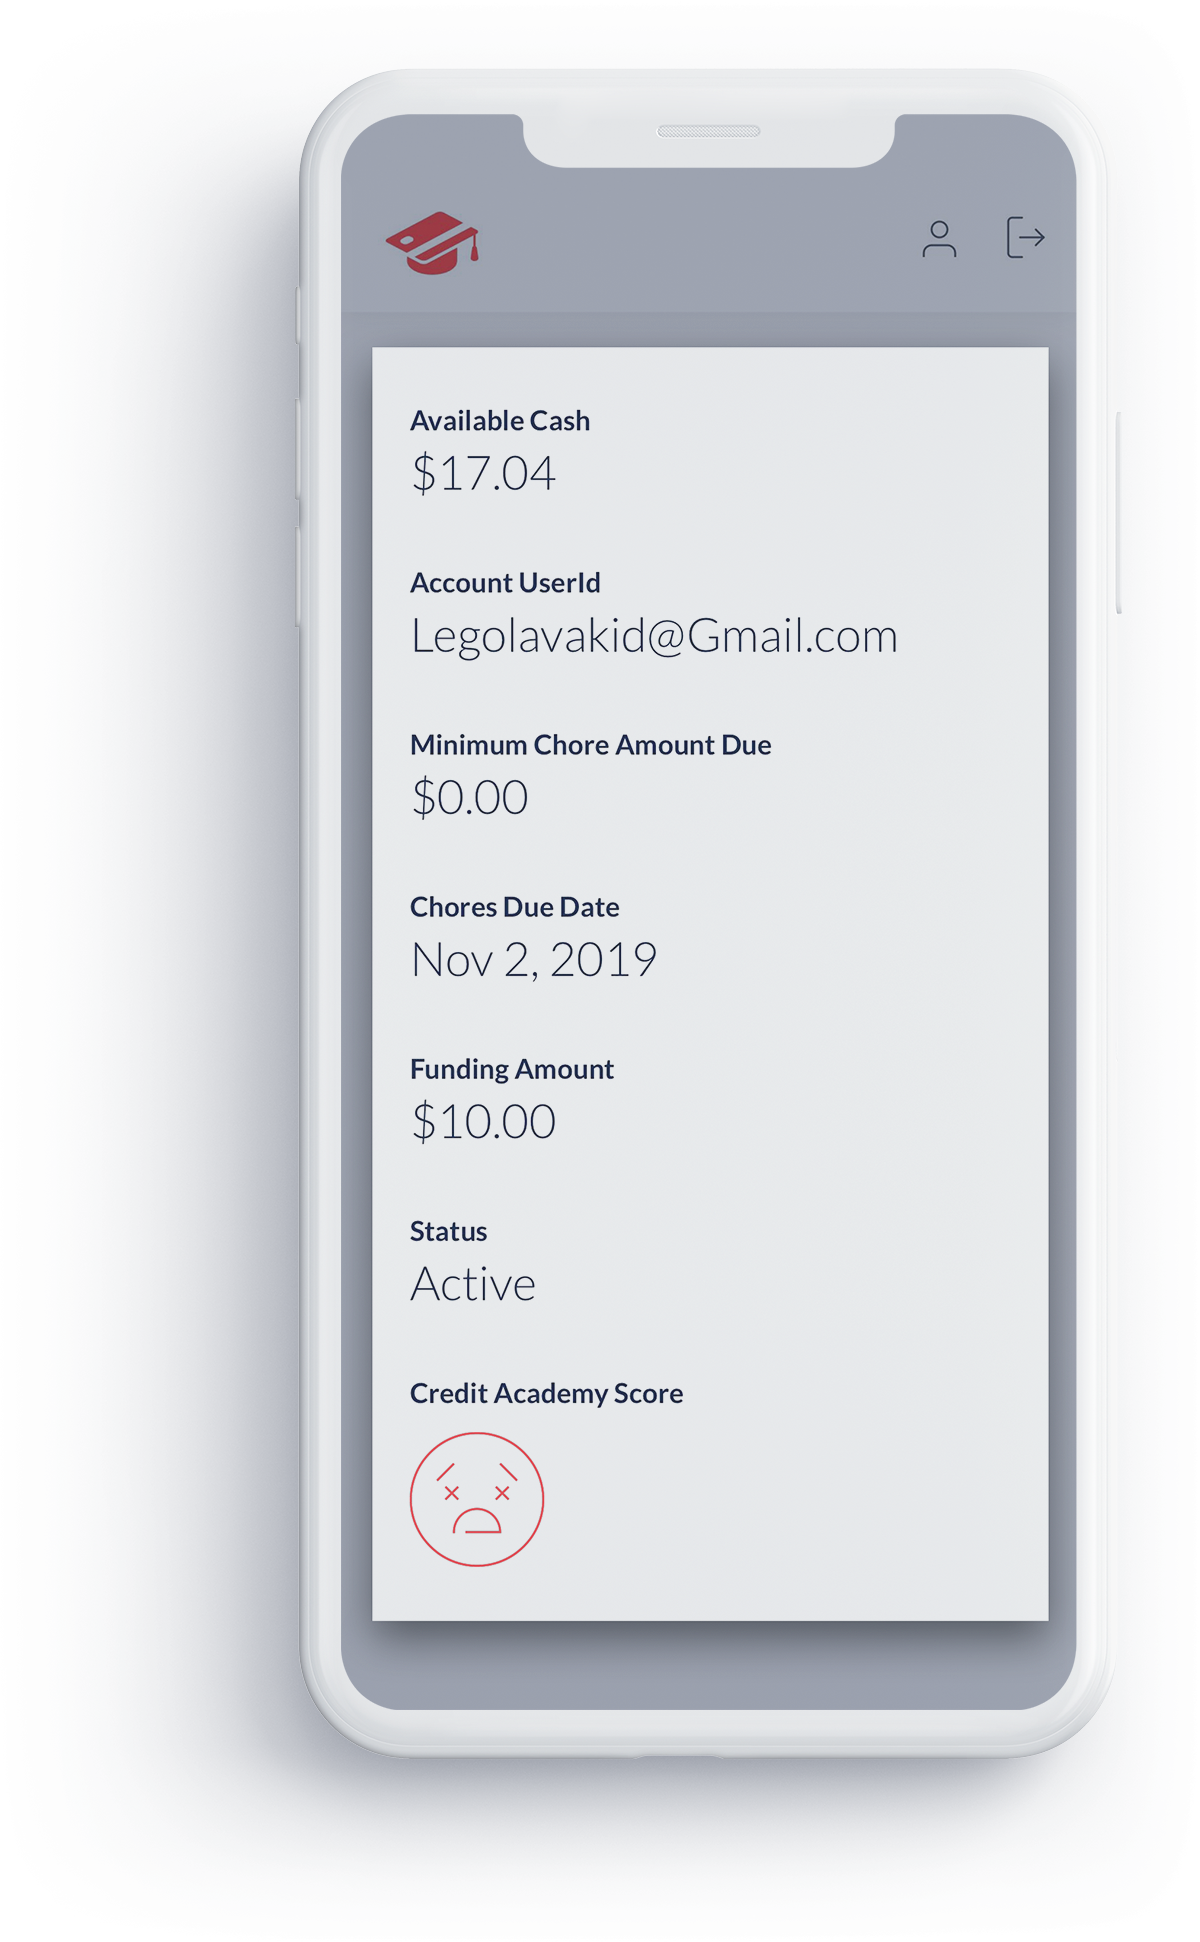 Available Cash
$17.04
Account UserId
Legolavakid@Gmail.com
Minimum Chore Amount Due
$0.00
Chores Due Date
Nov 2, 2019
Funding Amount
$10.00
Status
Active
Credit Academy Score